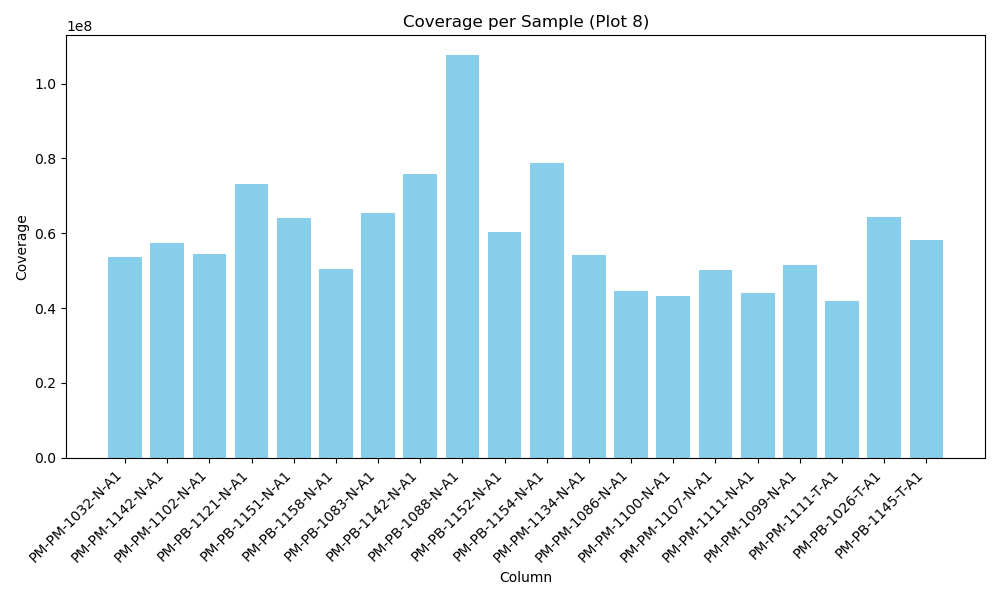 Coverage per Sample (Plot 8)
1e8
1.0
0.8
0.6
0.4
0.2
0.0
Coverage
PM-PM-1032-N-A1
PM-PM-1142-N-A1
PM-PM-1102-N-A1
PM-PB-1121-N-A1
PM-PB-1151-N-A1
PM-PB-1158-N-A1
PM-PB-1083-N-A1
PM-PB-1142-N-A1
PM-PB-1088-N-A1
PM-PB-1152-N-A1
PM-PB-1154-N-A1
PM-PM-1134-N-A1
PM-PM-1086-N-A1
PM-PM-1100-N-A1
PM-PM-1107-N-A1
PM-PM-1111-N-A1
PM-PM-1099-N-A1
PM-PM-1111-T-A1
PM-PB-1026-T-A1
PM-PB-1145-T-A1
Column